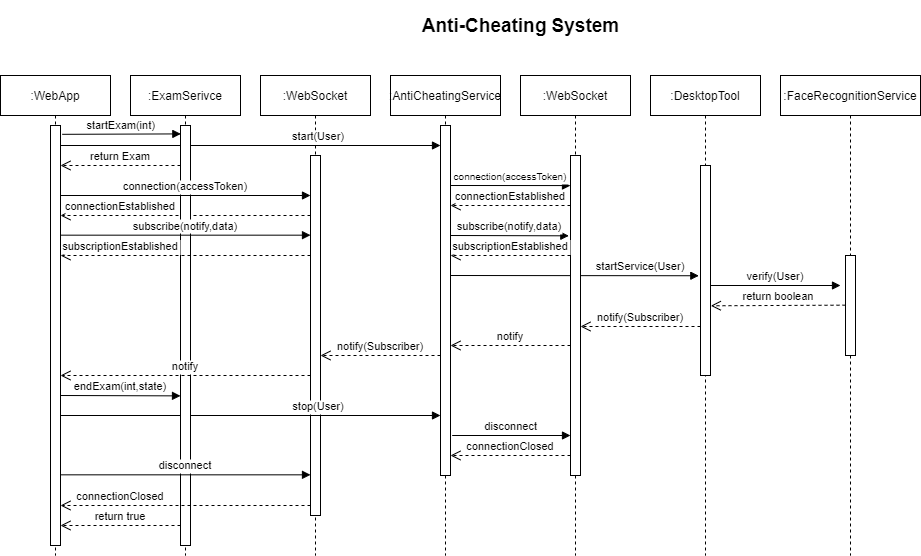 Anti-Cheating System
:WebApp
:ExamSerivce
:WebSocket
AntiCheatingService
:WebSocket
:DesktopTool
:FaceRecognitionService
startExam(int)
start(User)
return Exam
connection(accessToken)
connection(accessToken)
connectionEstablished
connectionEstablished
subscribe(notify,data)
subscribe(notify,data)
subscriptionEstablished
subscriptionEstablished
startService(User)
verify(User)
return boolean
notify(Subscriber)
notify
notify(Subscriber)
notify
endExam(int,state)
stop(User)
disconnect
connectionClosed
disconnect
connectionClosed
return true